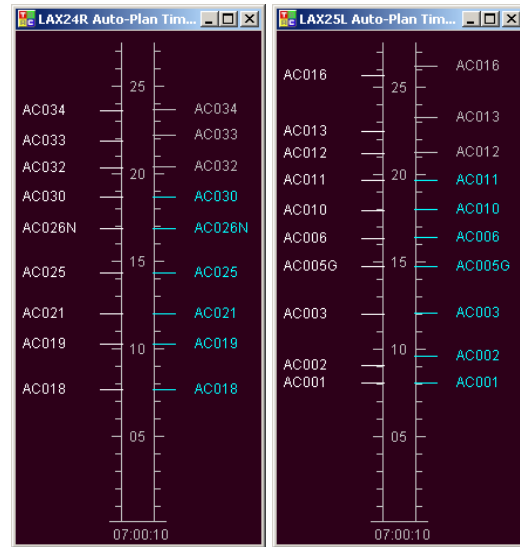 LAX24R Auto-Plan Tim...
25
AC034 AC034
AC033 AC033
AC032 20 AC032
AC030 AC030
AC026N AC026N
15
AC025 AC025
AC021 AC021
AC019 10 AC019
AC018 AC018
05
07:00:10
LAX25L Auto-Plan Tim...
AC016 AC016
25
AC013 AC013
AC012 AC012
AC011 20 AC011
AC010 AC010
AC006 AC006
AC005G 15 AC005G
AC003 AC003
10
AC002 AC002
AC001 AC001
05
07:00:10